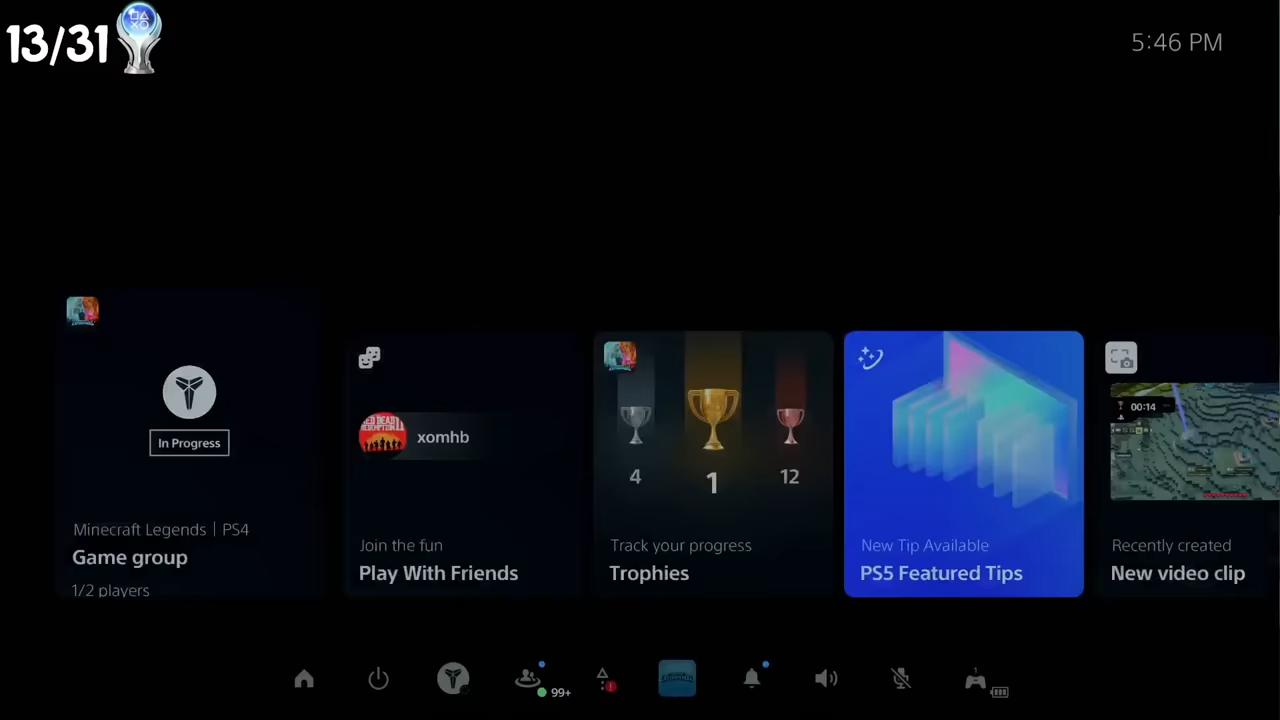 13/31
5:46 PM
In Progress
Minecraft Legends | PS4
Game group
1/2 players
xomhb
Join the fun
Play With Friends
4
1
12
Track your progress
Trophies
New Tip Available
PS5 Featured Tips
00:14
Recently created
New video clip
99+
1